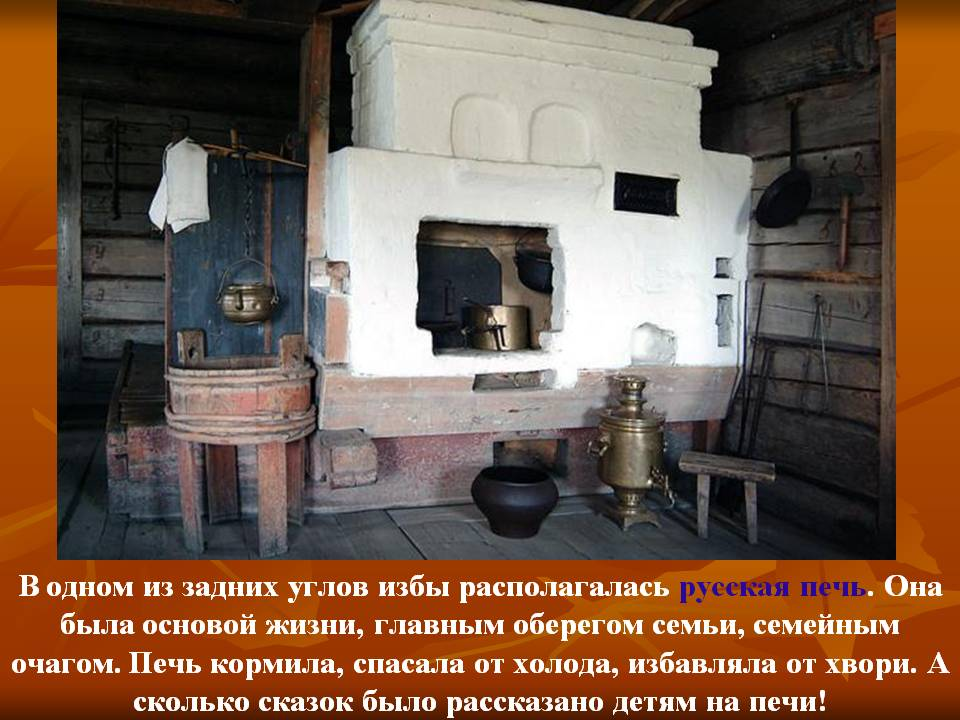 В одном из задних углов избы располагалась русская печь. Она
была основой жизни, главным оберегом семьи, семейным
очагом. Печь кормила, спасала от холода, избавляла от хвори. А
сколько сказок было рассказано детям на печи!